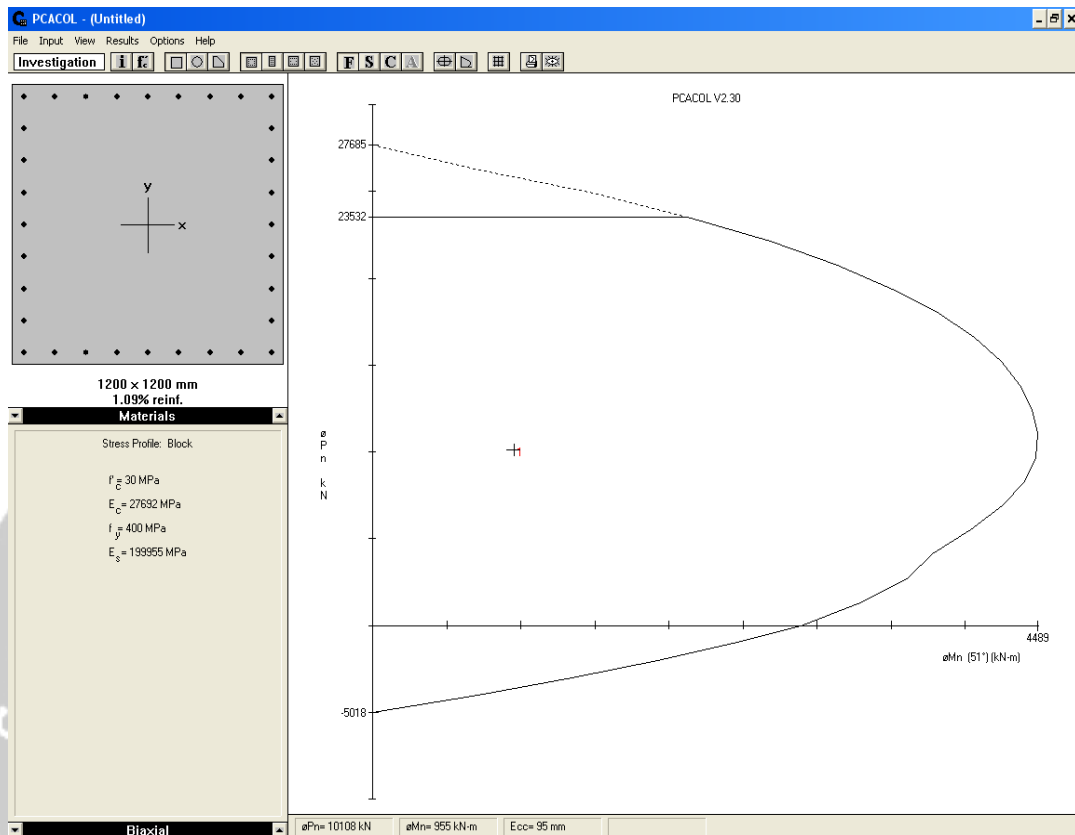 PCACOL - (Untitled)
File Input View Results Options Help
Investigation i f'c F S C A
y
x
1200 x 1200 mm
1.09% reinf.
Materials
Stress Profile: Block
f'c = 30 MPa
Ec = 27692 MPa
fy = 400 MPa
Es = 199955 MPa
Biaxial
PCACOL V2.30
27685
23532
ø
P
n
k
N
1
4489
øMn (51°) (kN-m)
-5018
øPn= 10108 kN øMn= 955 kN-m Ecc= 95 mm